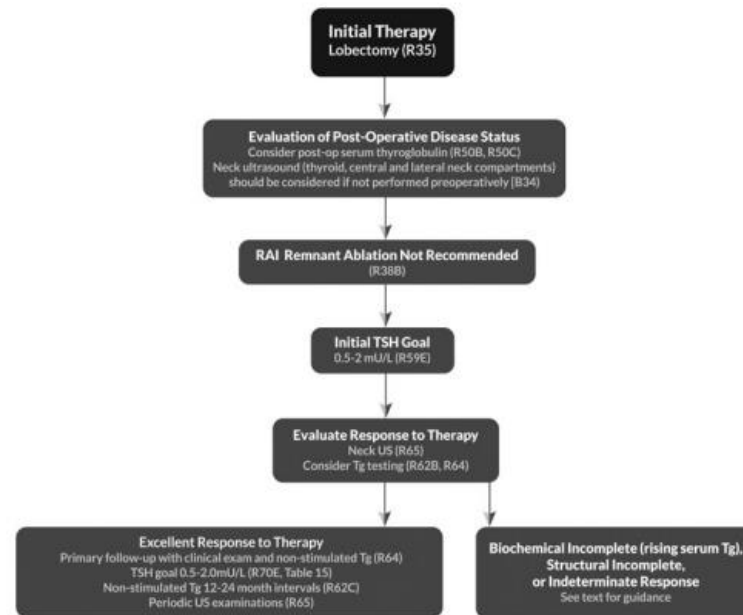 Initial Therapy
Lobectomy (R35)
Evaluation of Post-Operative Disease Status
Consider post-op serum thyroglobulin (R50B, R50C)
Neck ultrasound (thyroid, central and lateral neck compartments)
should be considered if not performed preoperatively [B34)
RAI Remnant Ablation Not Recommended
(R38B)
Initial TSH Goal
0.5-2 mU/L (R59E)
Evaluate Response to Therapy
Neck US (R65)
Consider Tg testing (R62B, R64)
Excellent Response to Therapy
Primary follow-up with clinical exam and non-stimulated Tg (R64)
TSH goal 0.5-2.0mU/L (R70E, Table 15)
Non-stimulated Tg 12-24 month intervals (R62C)
Periodic US examinations (R65)
Biochemical Incomplete (rising serum Tg),
Structural Incomplete,
or Indeterminate Response
See text for guidance